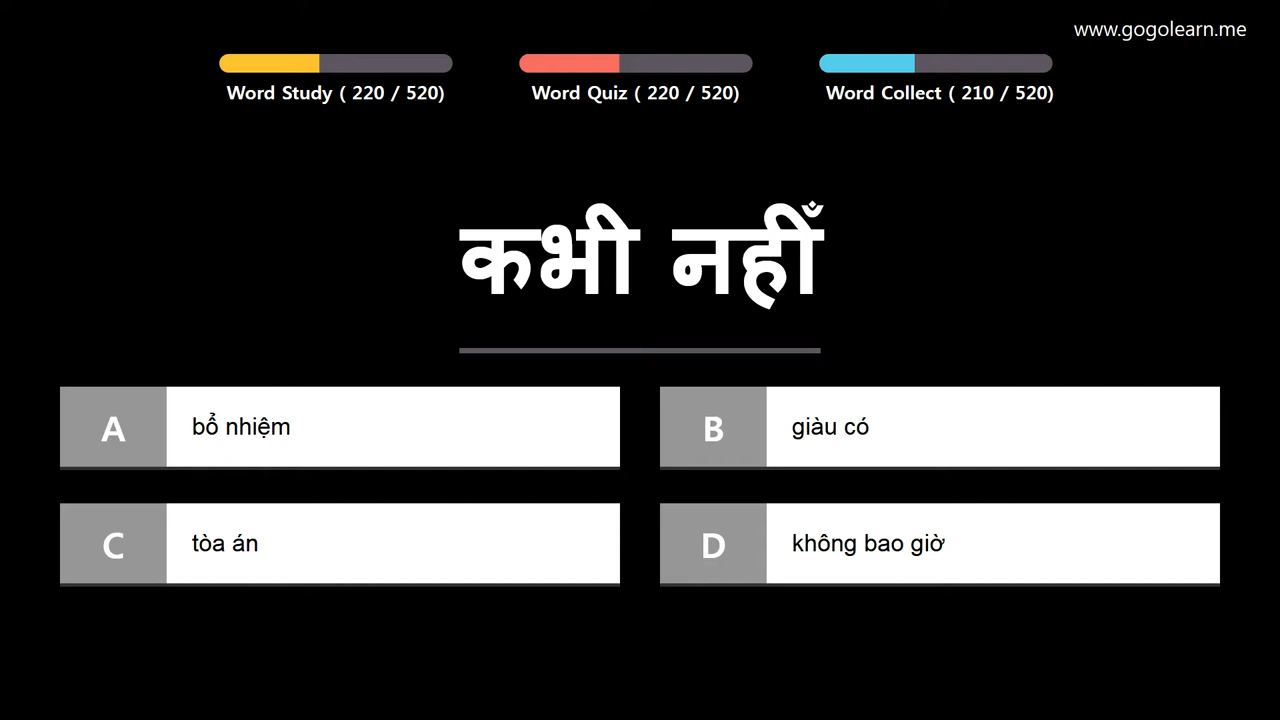 www.gogolearn.me
Word Study ( 220 / 520)
Word Quiz ( 220 / 520)
Word Collect ( 210 / 520)
कभी नहीँ
A bổ nhiệm
B giàu có
C tòa án
D không bao giờ